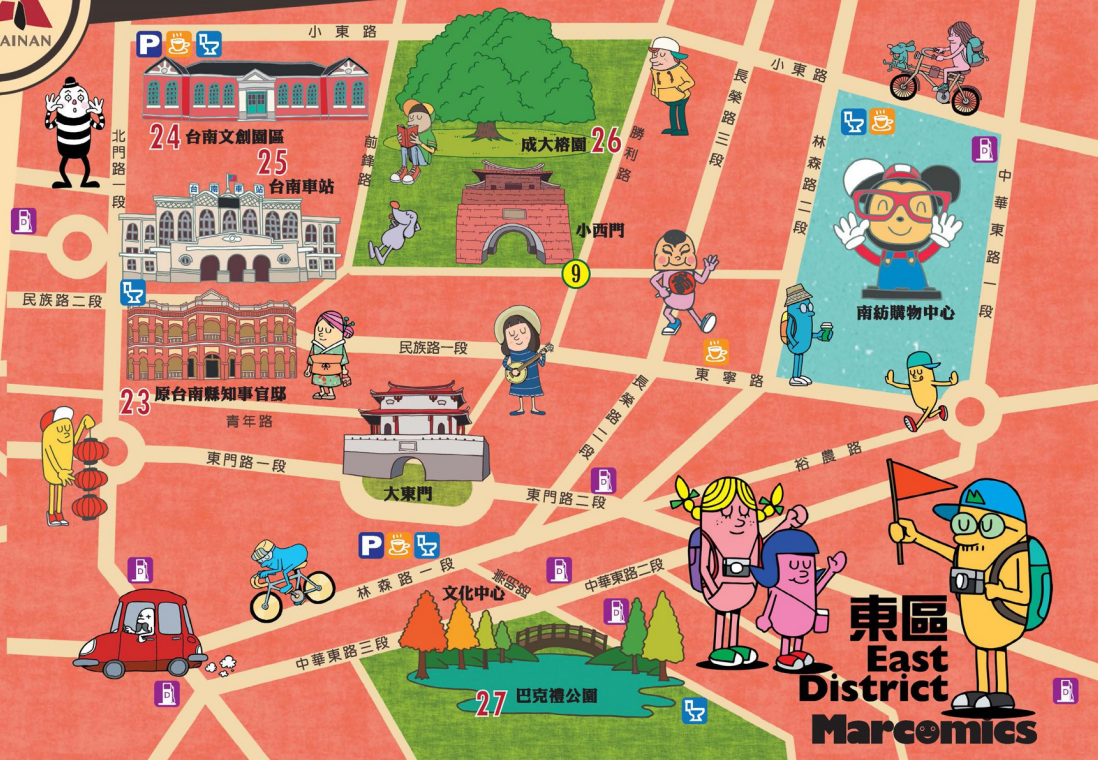 AINAN
小東路
小東路
P
24 台南文創園區
25 台南車站
台南車站
北門路一段
前鋒路
成大榕園 26
勝利路
長榮路三段
林森路二段
中華東路一段
小西門
9
南紡購物中心
民族路二段
民族路一段
23 原台南縣知事官邸
青年路
東寧路
長榮路二段
裕農路
東門路一段
大東門
東門路二段
P
林森路一段
文化中心
崇明路
中華東路二段
中華東路三段
27 巴克禮公園
D
D
D
D
D
D
D
D
東區
East
District
Marcomics